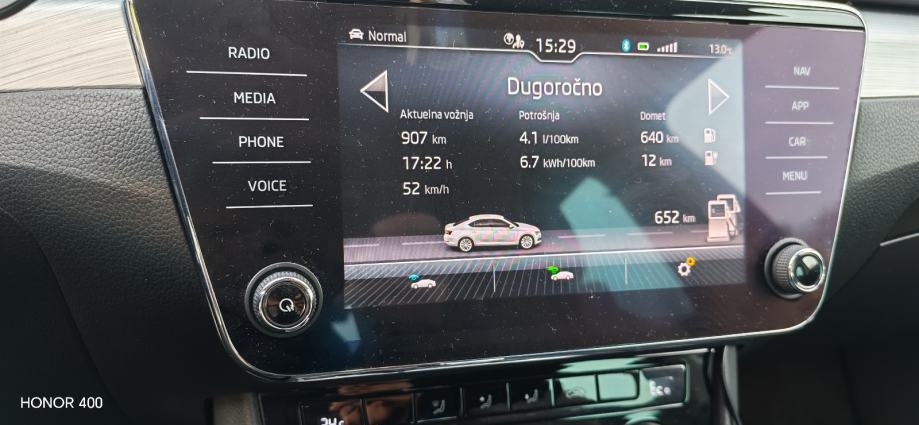 Normal
15:29
13.0°c
RADIO
MEDIA
PHONE
VOICE
NAV
APP
CAR
MENU
Dugoročno
Aktuelna vožnja
Potrošnja
Domet
907 km
4.1 l/100km
640 km
17:22 h
6.7 kWh/100km
12 km
52 km/h
652 km
HONOR 400